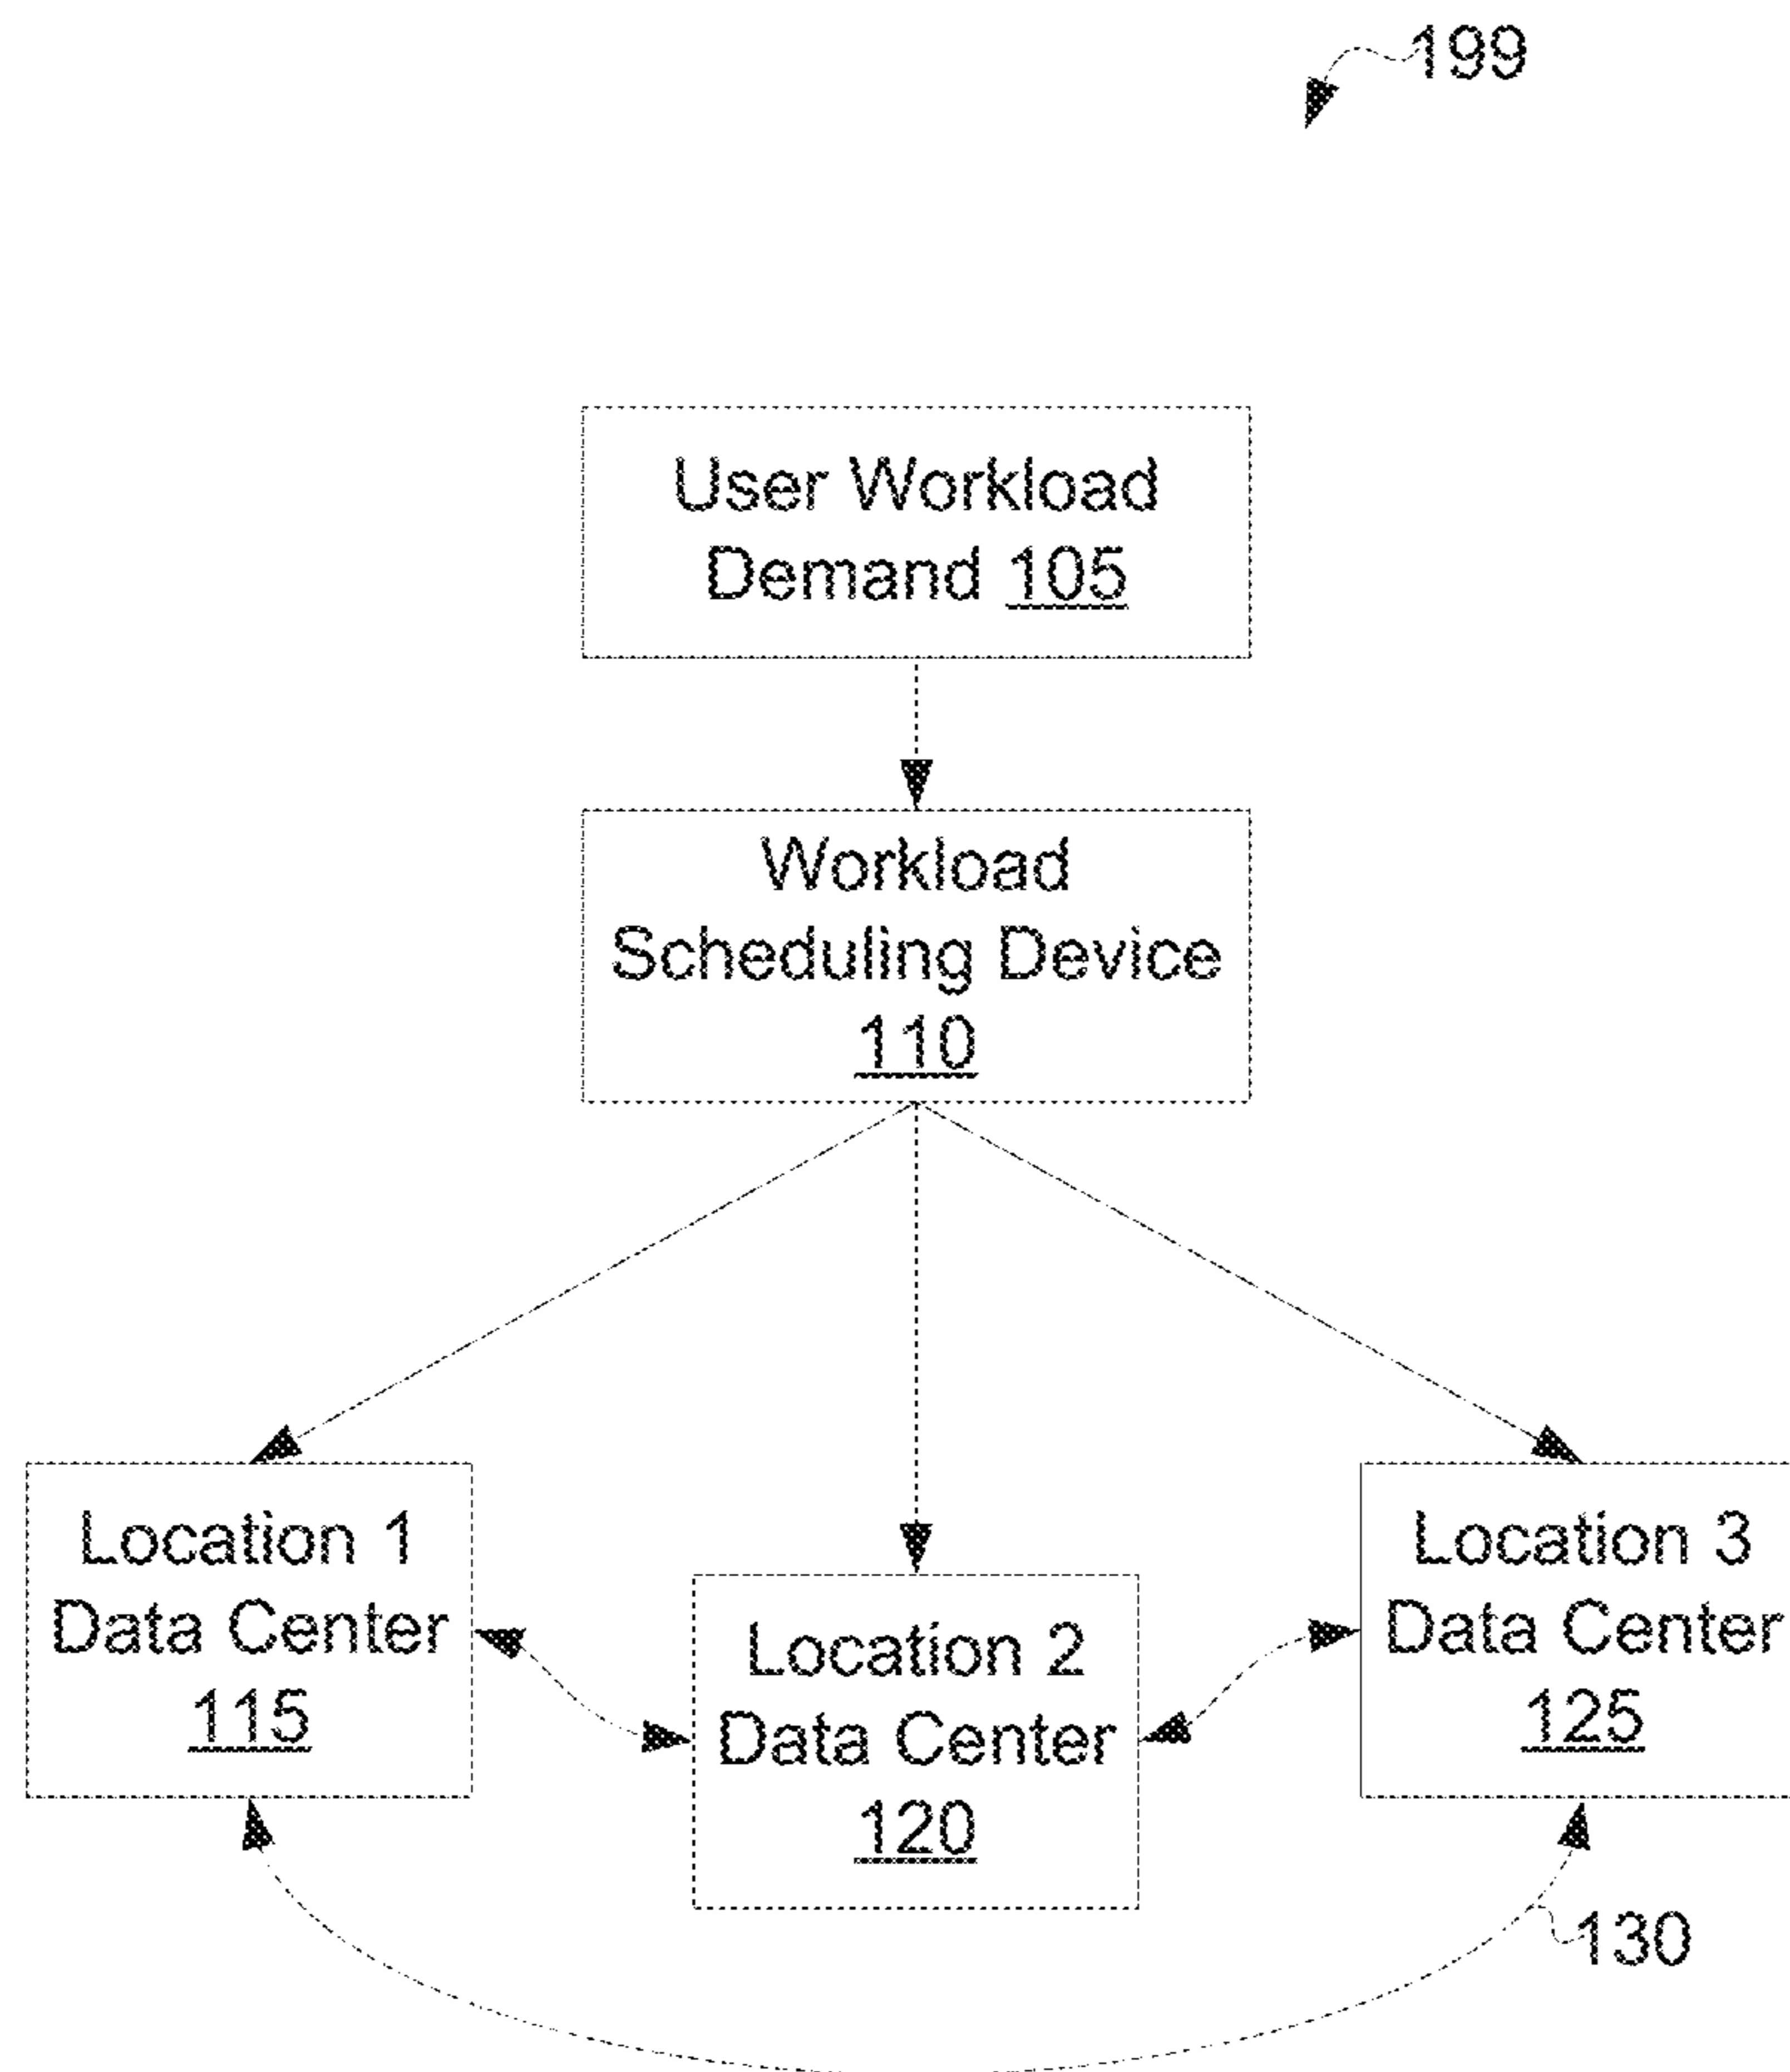 199
User Workload
Demand 105
Workload
Scheduling Device
110
Location 1
Data Center
115
Location 2
Data Center
120
Location 3
Data Center
125
130